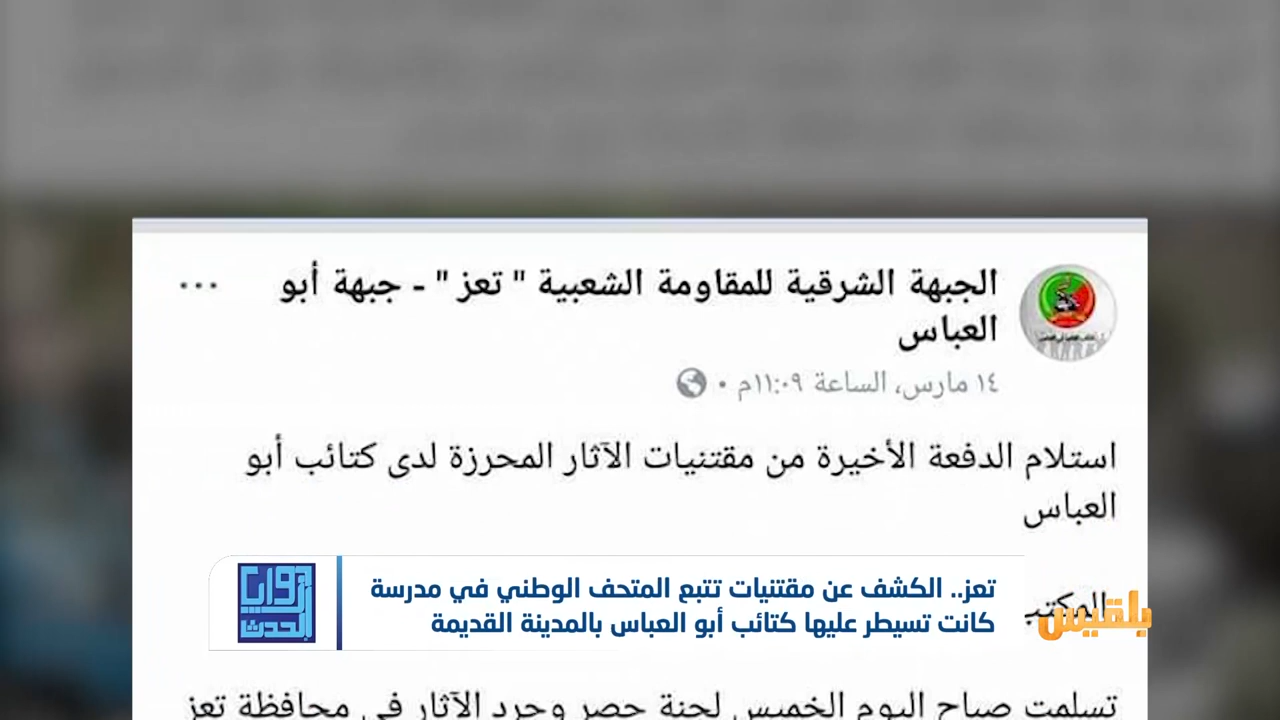 الجبهة الشرقية للمقاومة الشعبية " تعز " - جبهة أبو
العباس
١٤ مارس، الساعة ١١:٠٩م •
استلام الدفعة الأخيرة من مقتنيات الآثار المحرزة لدى كتائب أبو
العباس
المكتب
تعز.. الكشف عن مقتنيات تتبع المتحف الوطني في مدرسة
كانت تسيطر عليها كتائب أبو العباس بالمدينة القديمة
أبواب
الحدث
بلقيس
تسلمت صباح اليوم الخميس لجنة حصر وجرد الآثار في محافظة تعز